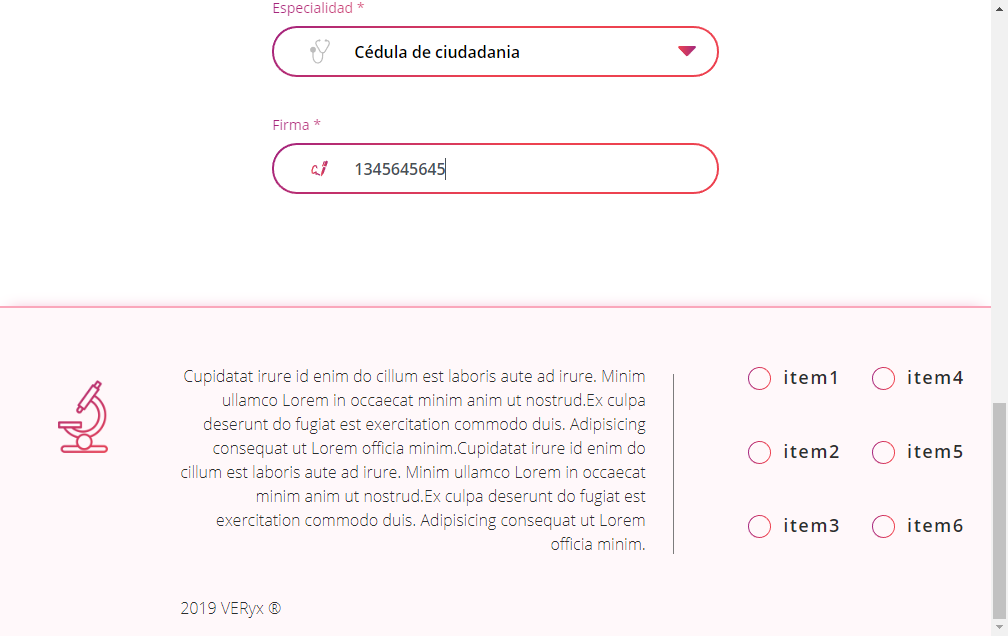 Especialidad *
Cédula de ciudadania
Firma *
1345645645
Cupidatat irure id enim do cillum est laboris aute ad irure. Minim
ullamco Lorem in occaecat minim anim ut nostrud.Ex culpa
deserunt do fugiat est exercitation commodo duis. Adipisicing
consequat ut Lorem officia minim.Cupidatat irure id enim do
cillum est laboris aute ad irure. Minim ullamco Lorem in occaecat
minim anim ut nostrud.Ex culpa deserunt do fugiat est
exercitation commodo duis. Adipisicing consequat ut Lorem
officia minim.
item1
item4
item2
item5
item3
item6
2019 VERyx ®